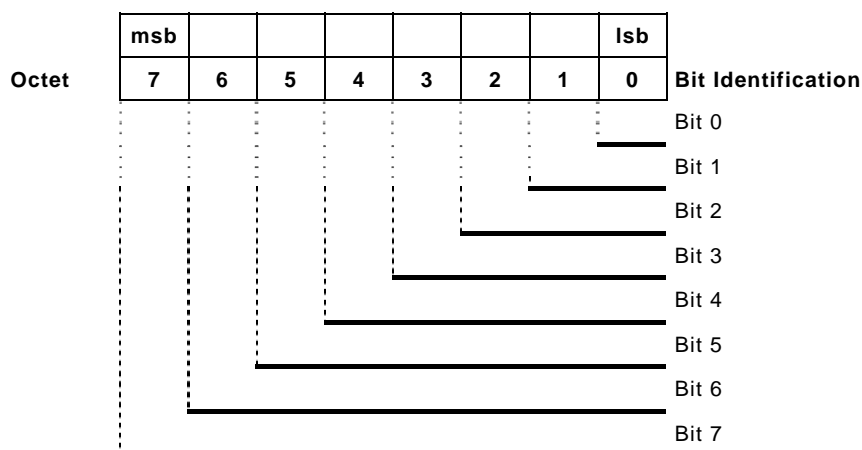 msb lsb
Octet 7 6 5 4 3 2 1 0 Bit Identification
Bit 0
Bit 1
Bit 2
Bit 3
Bit 4
Bit 5
Bit 6
Bit 7